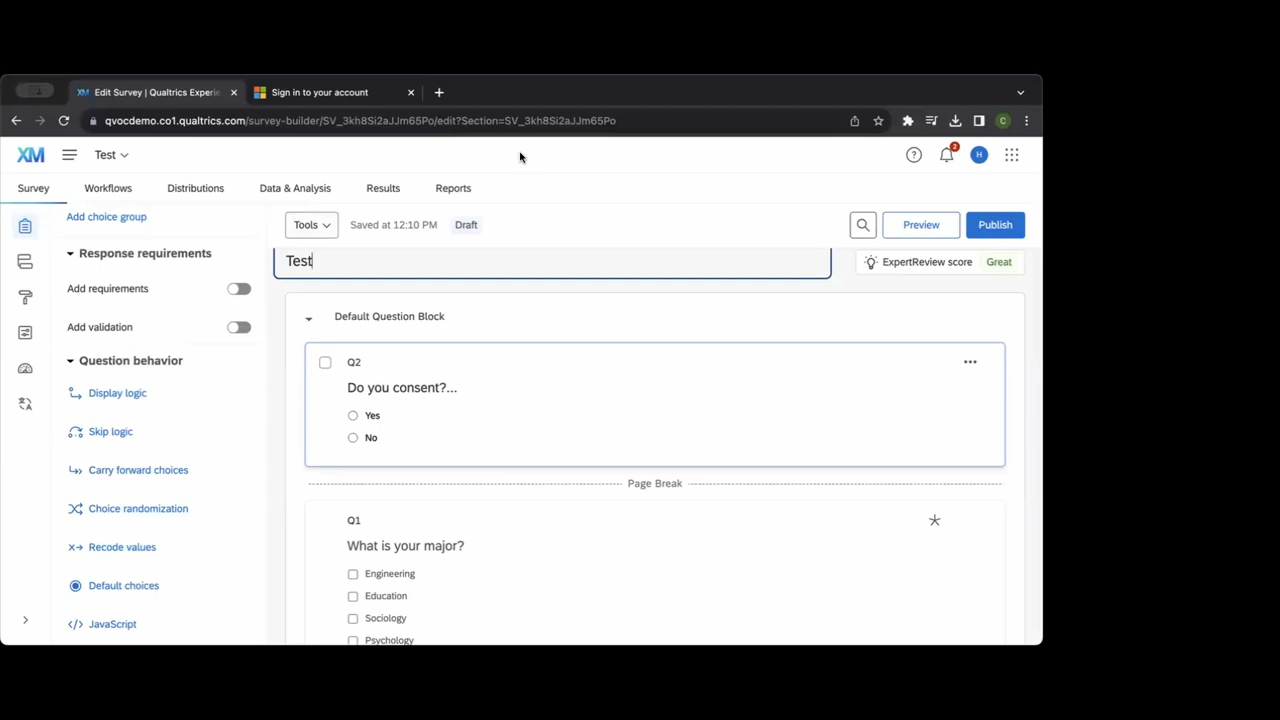 XM Edit Survey | Qualtrics Experie
Sign in to your account
qvocdemo.co1.qualtrics.com/survey-builder/SV_3kh8Si2aJJm65Po/edit?Section=SV_3kh8Si2aJJm65Po
C
XM
Test
2
H
Survey
Workflows
Distributions
Data & Analysis
Results
Reports
Add choice group
Tools
Saved at 12:10 PM
Draft
Preview
Publish
Response requirements
Test
ExpertReview score
Great
Add requirements
Add validation
Default Question Block
Question behavior
Q2
Do you consent?...
Display logic
Yes
Skip logic
No
Carry forward choices
Page Break
Choice randomization
Q1
What is your major?
Recode values
Engineering
Default choices
Education
Sociology
JavaScript
Psychology